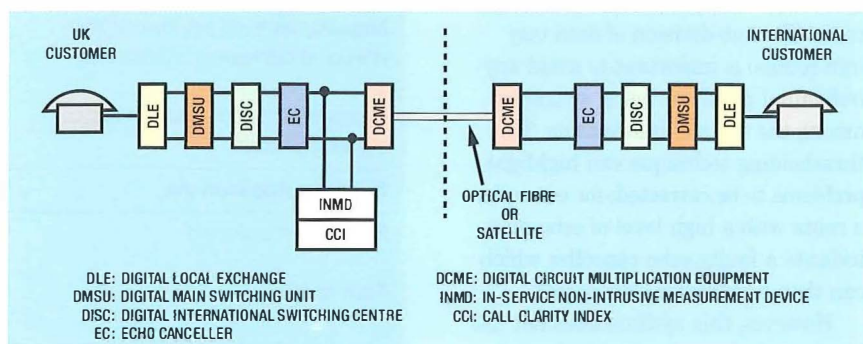 UK
CUSTOMER
INTERNATIONAL
CUSTOMER
DLE
DMSU
DISC
EC
DCME
DCME
EC
DISC
DMSU
DLE
INMD
CCI
OPTICAL FIBRE
OR
SATELLITE
DLE: DIGITAL LOCAL EXCHANGE
DMSU: DIGITAL MAIN SWITCHING UNIT
DISC: DIGITAL INTERNATIONAL SWITCHING CENTRE
EC: ECHO CANCELLER
DCME: DIGITAL CIRCUIT MULTIPLICATION EQUIPMENT
INMD: IN-SERVICE NON-INTRUSIVE MEASUREMENT DEVICE
CCI: CALL CLARITY INDEX